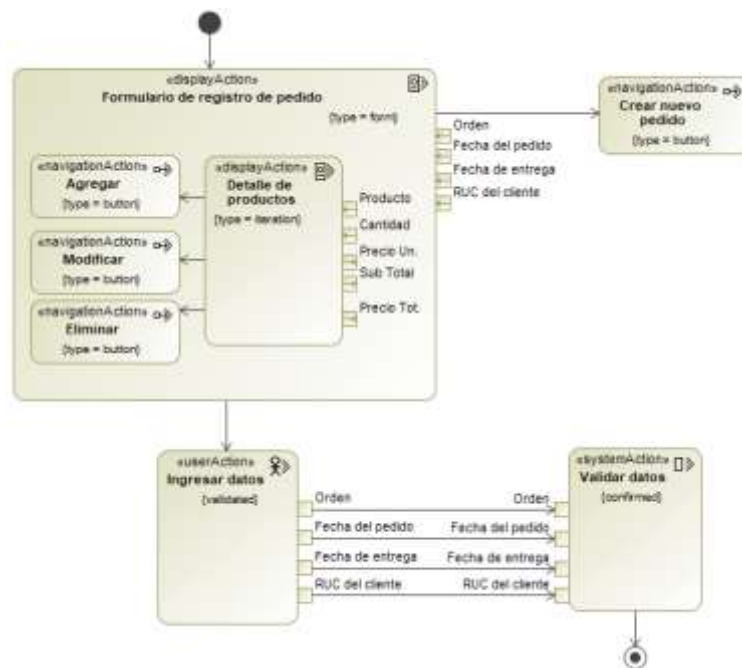 «displayAction»
Formulario de registro de pedido
{type = form}
«navigationAction»
Crear nuevo
pedido
{type = button}
Orden
Fecha del pedido
Fecha de entrega
RUC del cliente
«navigationAction»
Agregar
{type = button}
«displayAction»
Detalle de
productos
{type = iteration}
Producto
Cantidad
Precio Un.
Sub Total
Precio Tot.
«navigationAction»
Modificar
{type = button}
«navigationAction»
Eliminar
{type = button}
«userAction»
Ingresar datos
{validated}
Orden
Fecha del pedido
Fecha de entrega
RUC del cliente
Orden
Fecha del pedido
Fecha de entrega
RUC del cliente
«systemAction»
Validar datos
{confirmed}